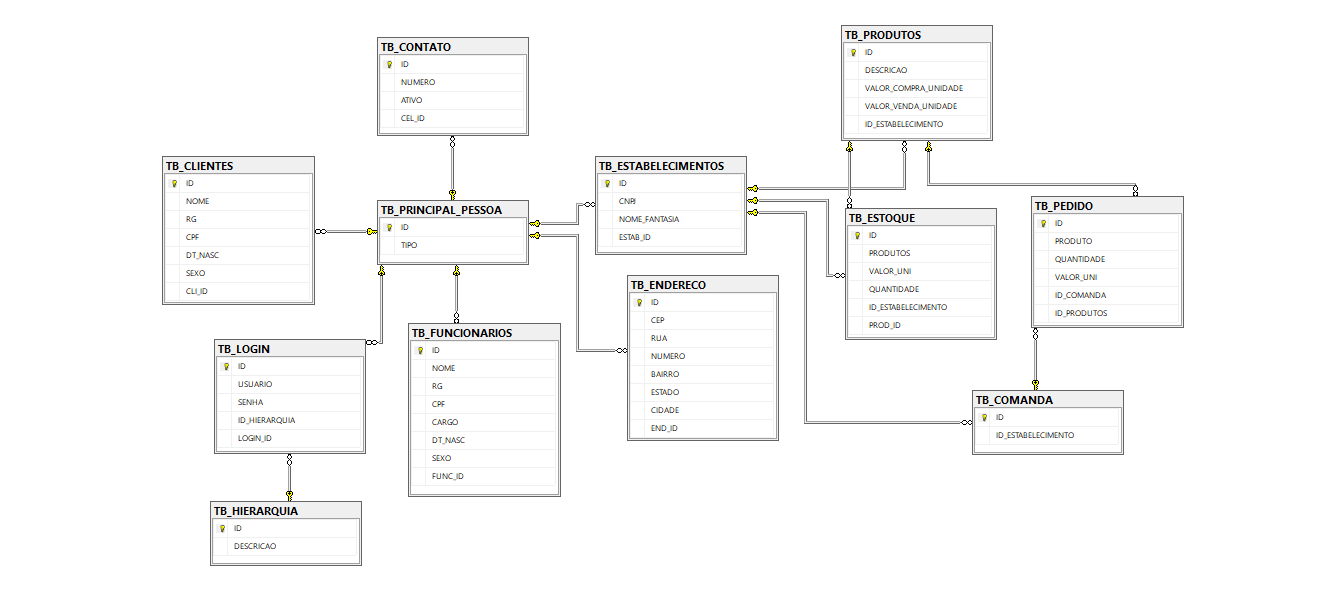 TB_CONTATO
ID
NUMERO
ATIVO
CEL_ID
TB_PRODUTOS
ID
DESCRICAO
VALOR_COMPRA_UNIDADE
VALOR_VENDA_UNIDADE
ID_ESTABELECIMENTO
TB_CLIENTES
ID
NOME
RG
CPF
DT_NASC
SEXO
CLI_ID
TB_PRINCIPAL_PESSOA
ID
TIPO
TB_ESTABELECIMENTOS
ID
CNPJ
NOME_FANTASIA
ESTAB_ID
TB_ESTOQUE
ID
PRODUTOS
VALOR_UNI
QUANTIDADE
ID_ESTABELECIMENTO
PROD_ID
TB_PEDIDO
ID
PRODUTO
QUANTIDADE
VALOR_UNI
ID_COMANDA
ID_PRODUTOS
TB_ENDERECO
ID
CEP
RUA
NUMERO
BAIRRO
ESTADO
CIDADE
END_ID
TB_LOGIN
ID
USUARIO
SENHA
ID_HIERARQUIA
LOGIN_ID
TB_FUNCIONARIOS
ID
NOME
RG
CPF
CARGO
DT_NASC
SEXO
FUNC_ID
TB_COMANDA
ID
ID_ESTABELECIMENTO
TB_HIERARQUIA
ID
DESCRICAO